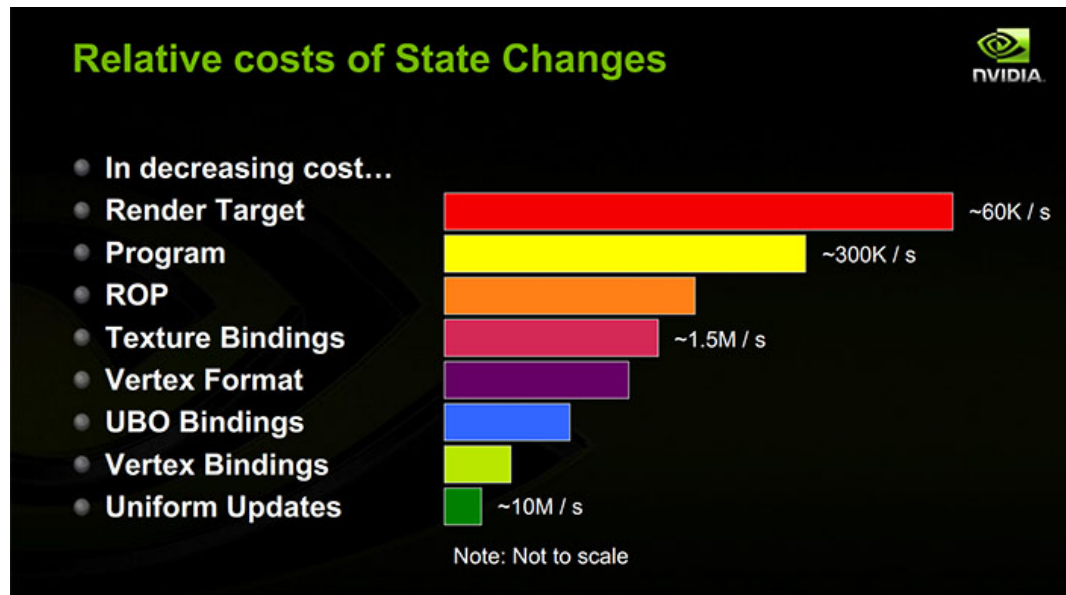 Relative costs of State Changes
NVIDIA.
In decreasing cost...
Render Target
~60K / s
Program
~300K / s
ROP
Texture Bindings
~1.5M / s
Vertex Format
UBO Bindings
Vertex Bindings
Uniform Updates
~10M / s
Note: Not to scale